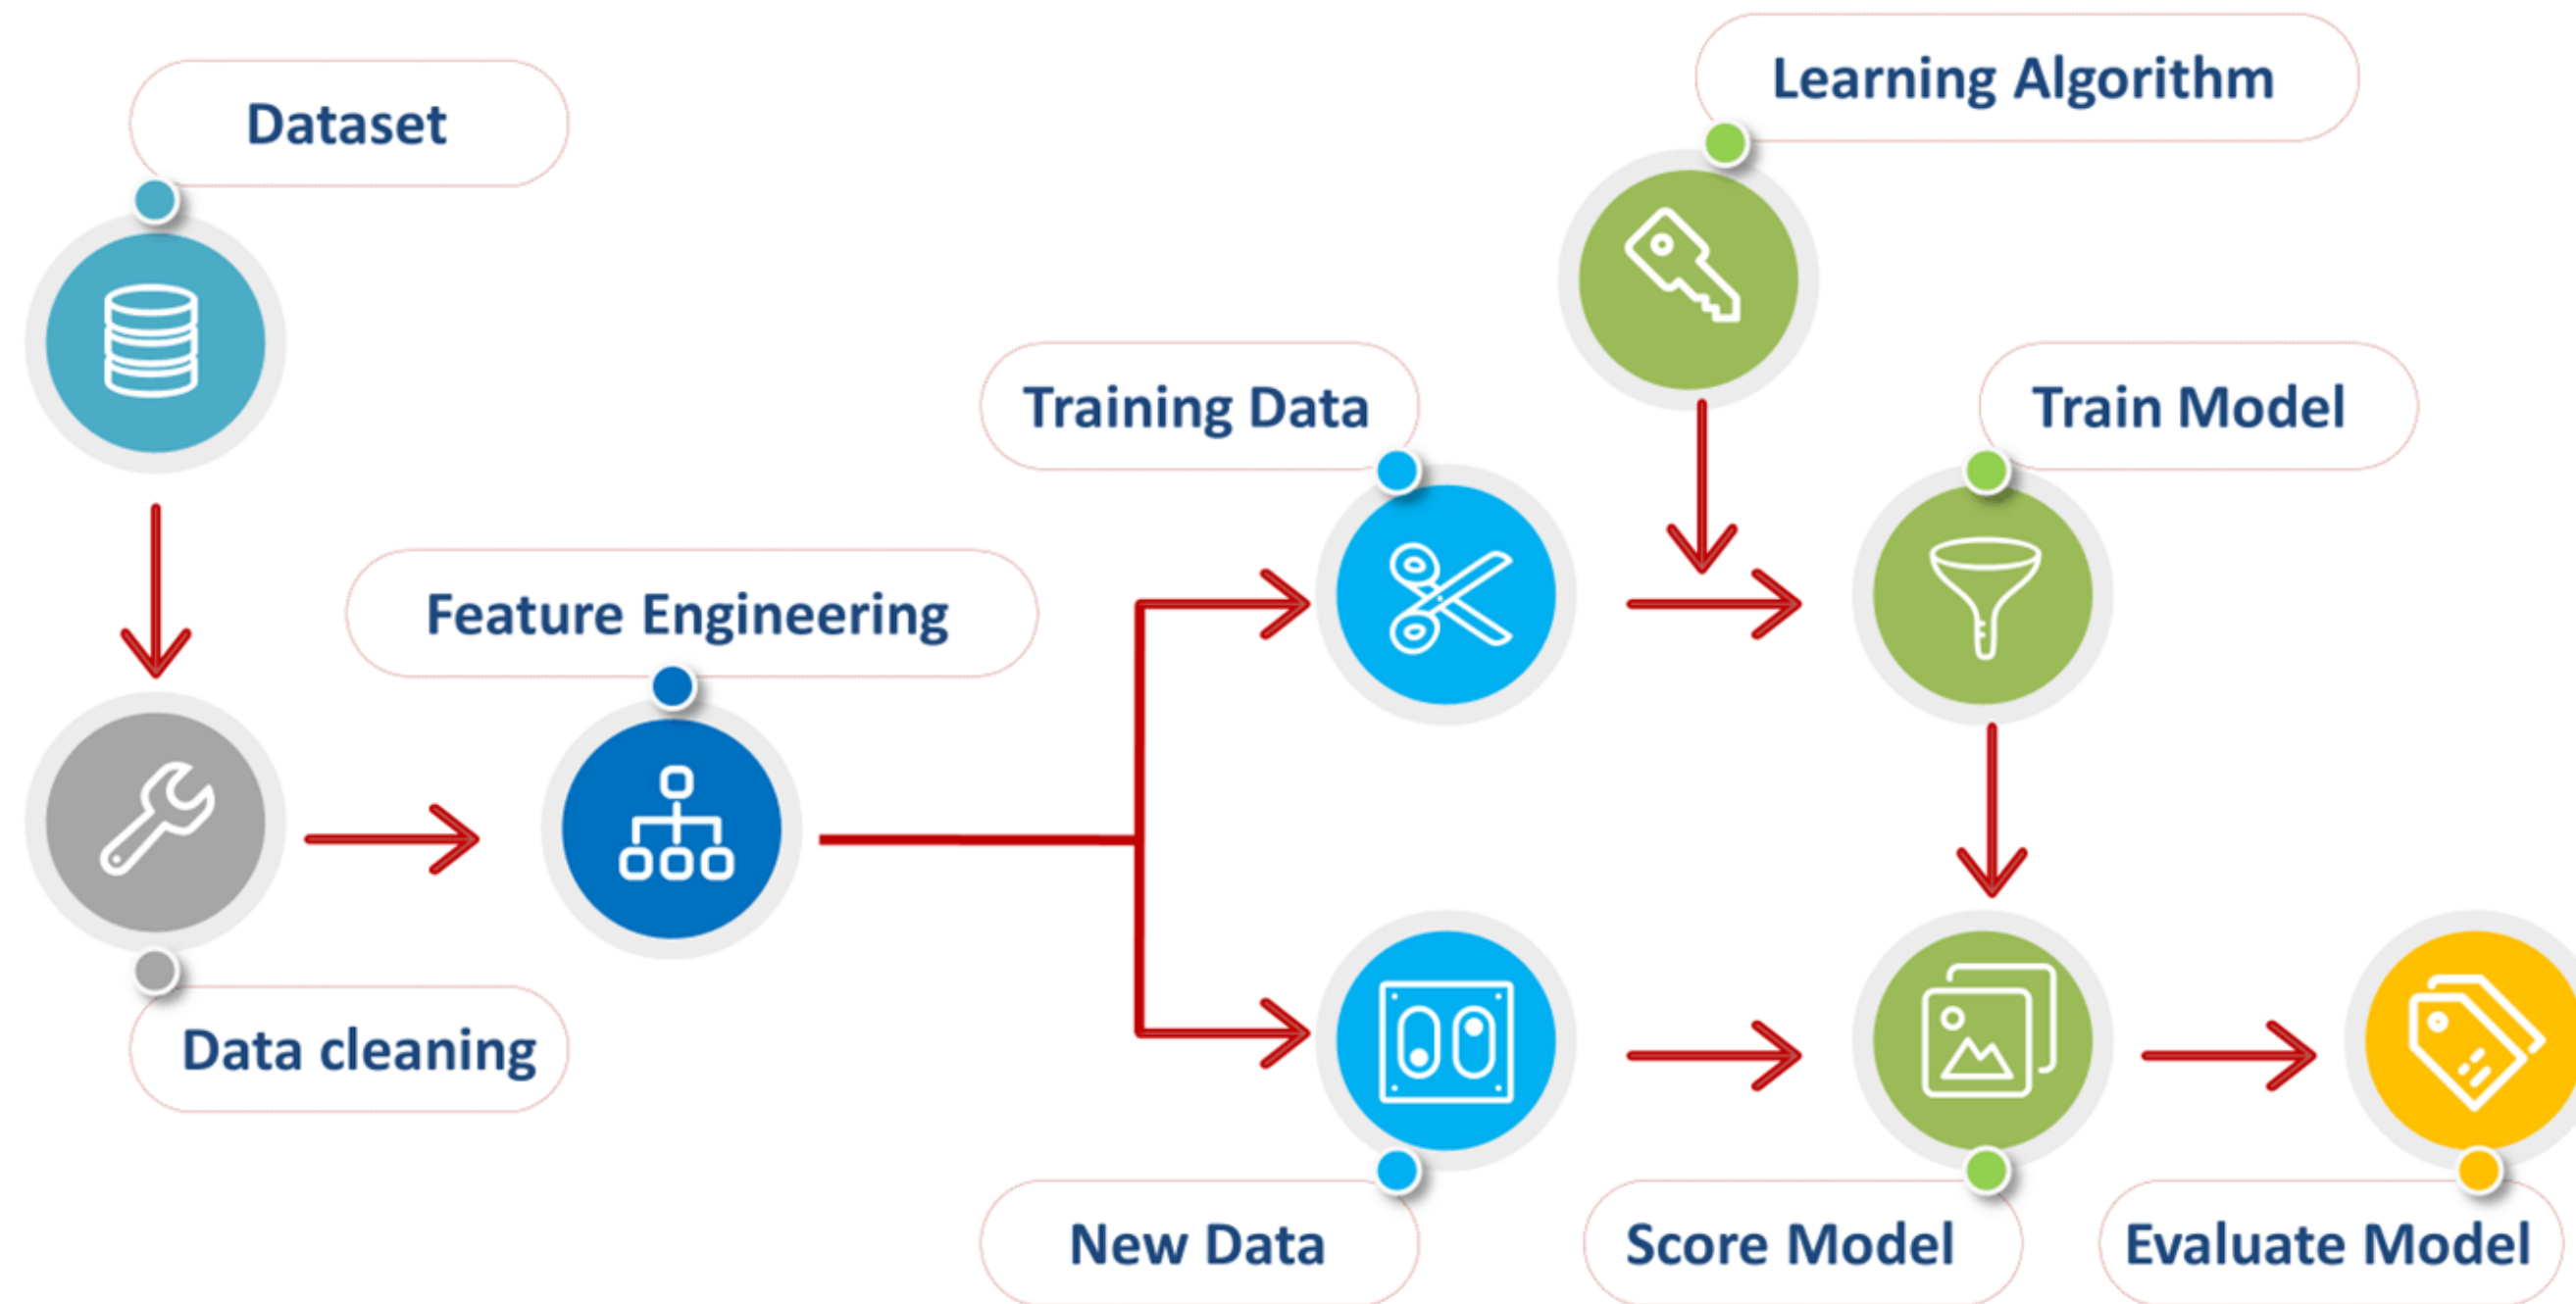 Dataset
Learning Algorithm
Training Data
Train Model
Feature Engineering
Data cleaning
New Data
Score Model
Evaluate Model